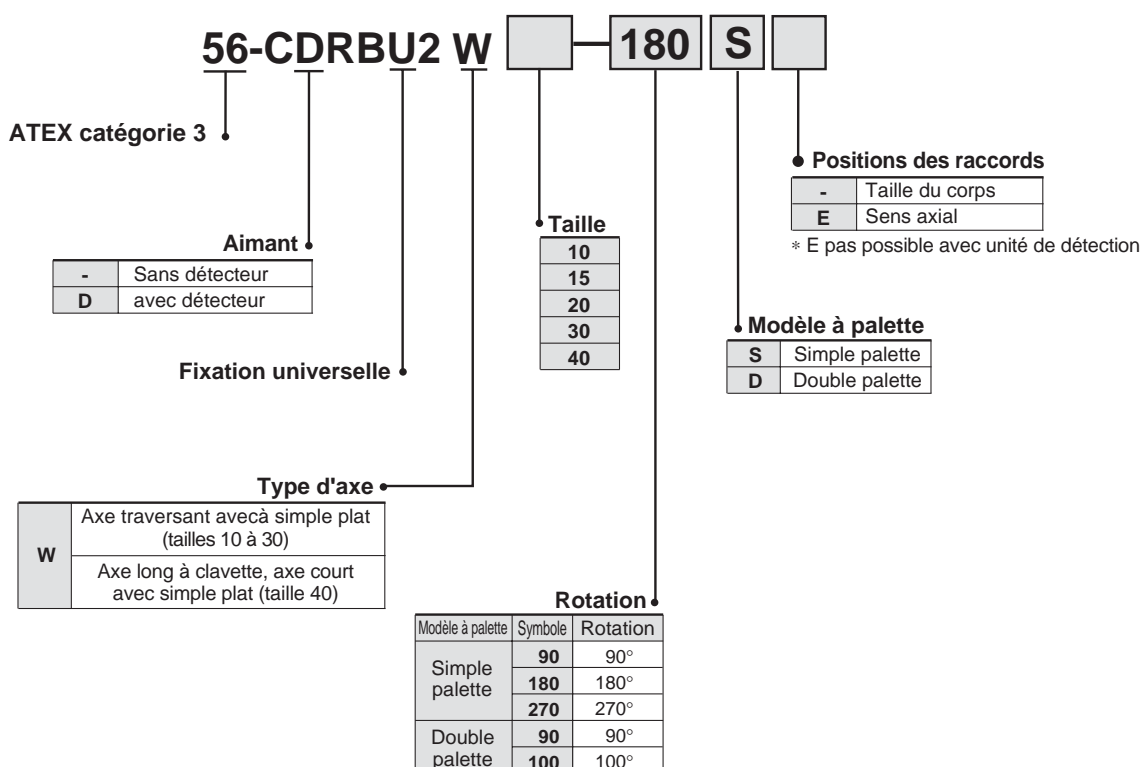 56-CDRBU2 W — 180 S
ATEX catégorie 3
Positions des raccords
- Taille du corps
E Sens axial
* E pas possible avec unité de détection
Aimant
- Sans détecteur
D avec détecteur
Taille
10
15
20
30
40
Modèle à palette
S Simple palette
D Double palette
Fixation universelle
Type d'axe
W
Axe traversant avecà simple plat
(tailles 10 à 30)
Axe long à clavette, axe court
avec simple plat (taille 40)
Rotation
Modèle à palette Symbole Rotation
Simple
palette
90 90°
180 180°
270 270°
Double
palette
90 90°
100 100°